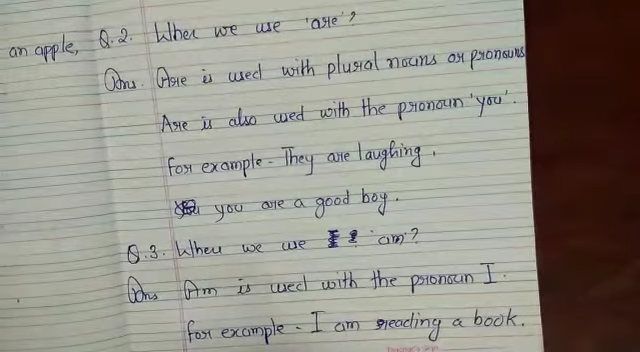 an apple, Q.2. When we use 'are'?
Ans. Are is used with plural nouns or pronouns
Are is also used with the pronoun 'you'.
for example - They are laughing.
you are a good boy.
Q.3. When we use 'am'?
Ans Am is used with the pronoun I.
for example - I am reading a book.